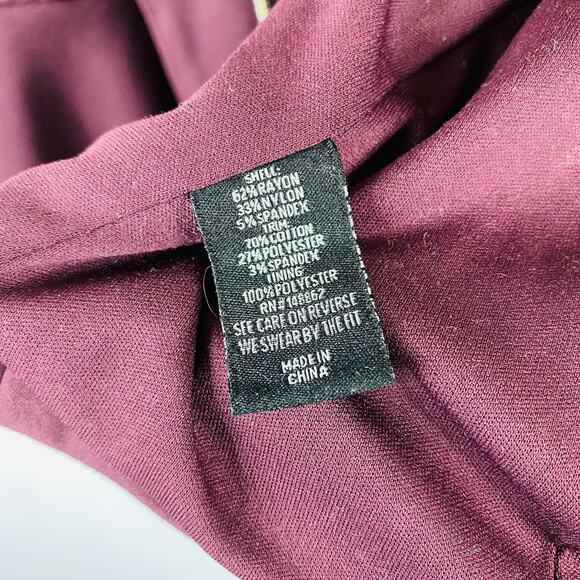 SHELL:
62% RAYON
33% NYLON
5% SPANDEX
TRIM:
70% COTTON
27% POLYESTER
3% SPANDEX
LINING:
100% POLYESTER
RN# 148862
SEE CARE ON REVERSE
WE SWEAR BY THE FIT
MADE IN
CHINA